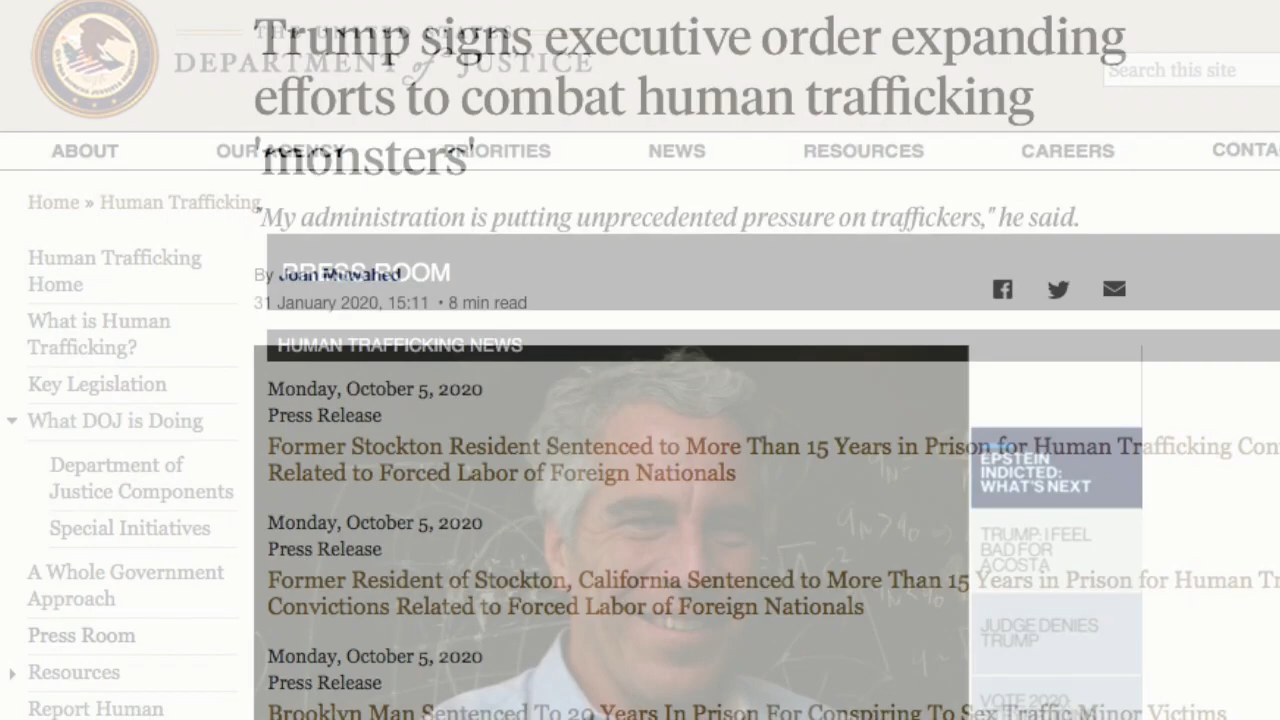 THE UNITED STATES
DEPARTMENT of JUSTICE
Search this site
Trump signs executive order expanding
efforts to combat human trafficking
'monsters'
ABOUT
OUR AGENCY
PRIORITIES
NEWS
RESOURCES
CAREERS
CONTA
Home » Human Trafficking
"My administration is putting unprecedented pressure on traffickers," he said.
By Joan Muwahed
31 January 2020, 15:11 • 8 min read
PRESS ROOM
HUMAN TRAFFICKING NEWS
Human Trafficking
Home
What is Human
Trafficking?
Key Legislation
What DOJ is Doing
Department of
Justice Components
Special Initiatives
A Whole Government
Approach
Press Room
Resources
Report Human
Monday, October 5, 2020
Press Release
Former Stockton Resident Sentenced to More Than 15 Years in Prison for Human Trafficking Con
Related to Forced Labor of Foreign Nationals
Monday, October 5, 2020
Press Release
Former Resident of Stockton, California Sentenced to More Than 15 Years in Prison for Human Tr
Convictions Related to Forced Labor of Foreign Nationals
Monday, October 5, 2020
Press Release
Brooklyn Man Sentenced To 20 Years In Prison For Conspiring To Sex Traffic Minor Victims
EPSTEIN
INDICTED:
WHAT'S NEXT
TRUMP: I FEEL
BAD FOR
ACOSTA
JUDGE DENIES
TRUMP
VOTE 2020: